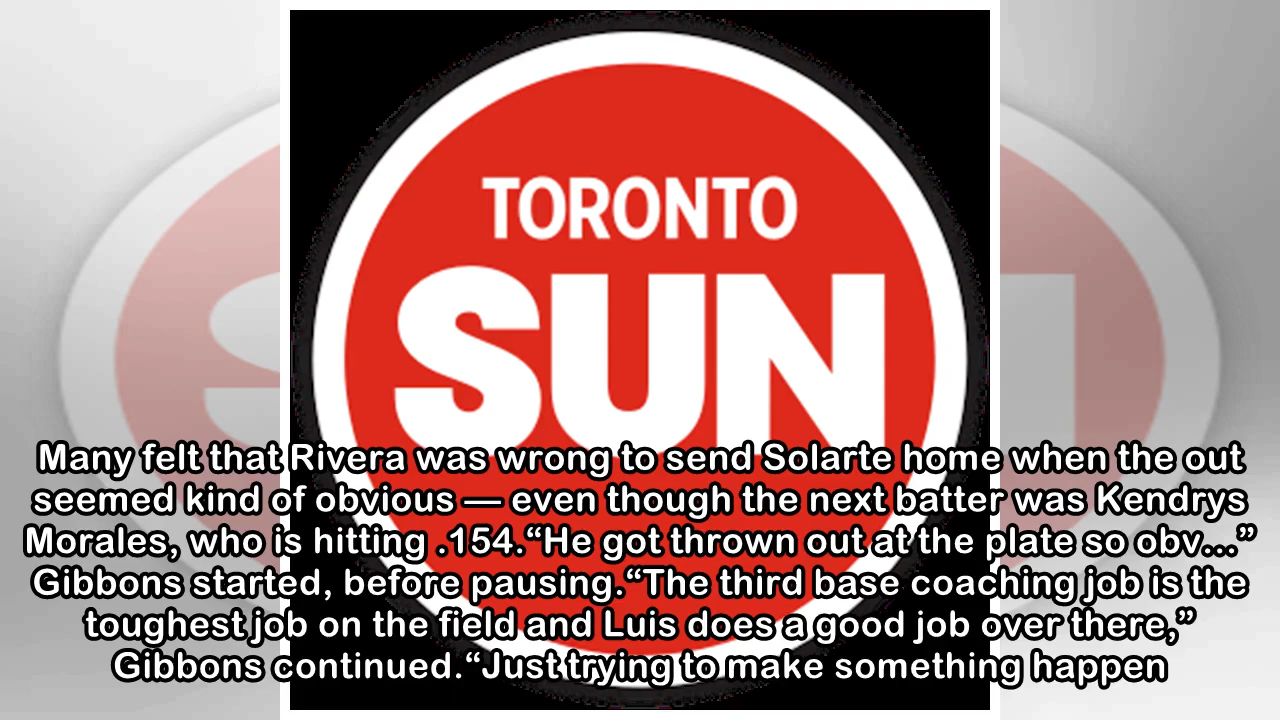 TORONTO
SUN
Many felt that Rivera was wrong to send Solarte home when the out
seemed kind of obvious — even though the next batter was Kendrys
Morales, who is hitting .154.“He got thrown out at the plate so obv...”
Gibbons started, before pausing.“The third base coaching job is the
toughest job on the field and Luis does a good job over there,”
Gibbons continued.“Just trying to make something happen